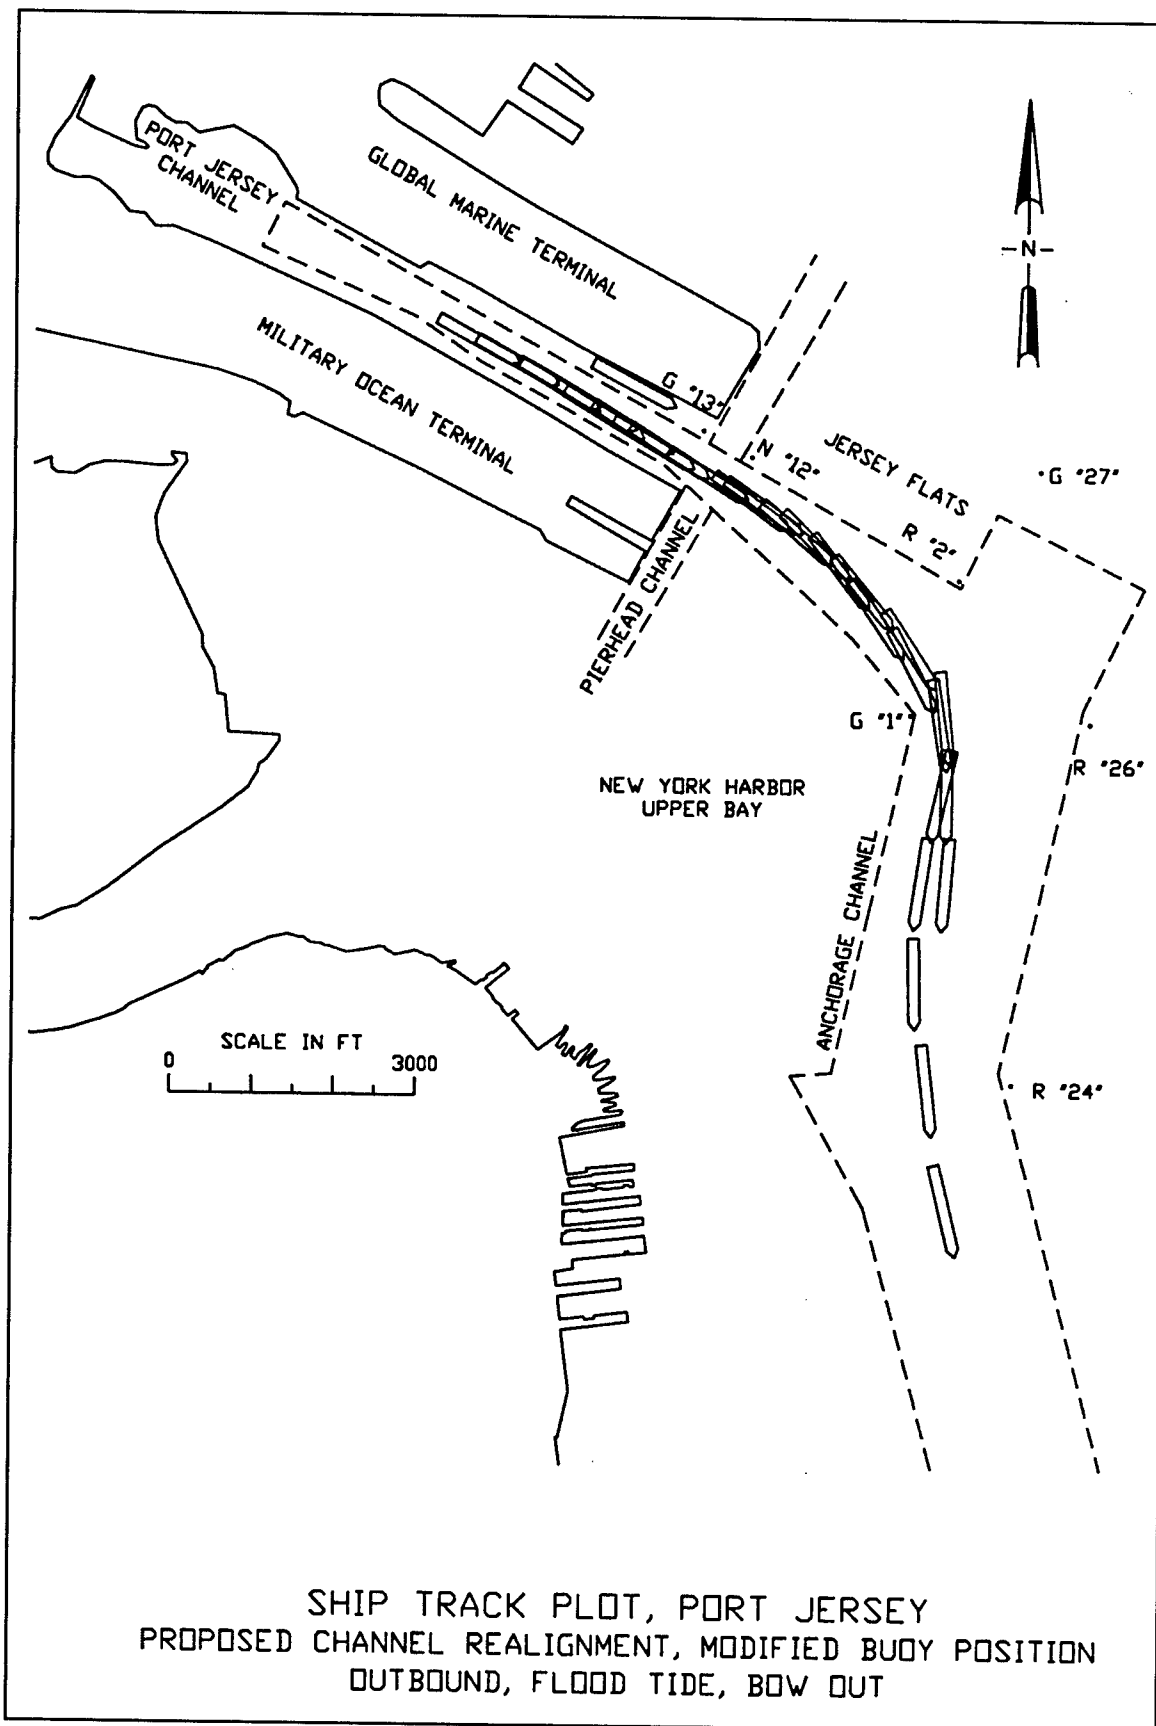 PORT JERSEY
CHANNEL
GLOBAL MARINE TERMINAL
-N-
MILITARY OCEAN TERMINAL
G "13"
N "12"
JERSEY FLATS
G "27"
R "2"
PIERHEAD CHANNEL
G "1"
R "26"
NEW YORK HARBOR
UPPER BAY
ANCHORAGE CHANNEL
SCALE IN FT
0 3000
R "24"
SHIP TRACK PLOT, PORT JERSEY
PROPOSED CHANNEL REALIGNMENT, MODIFIED BUOY POSITION
OUTBOUND, FLOOD TIDE, BOW OUT